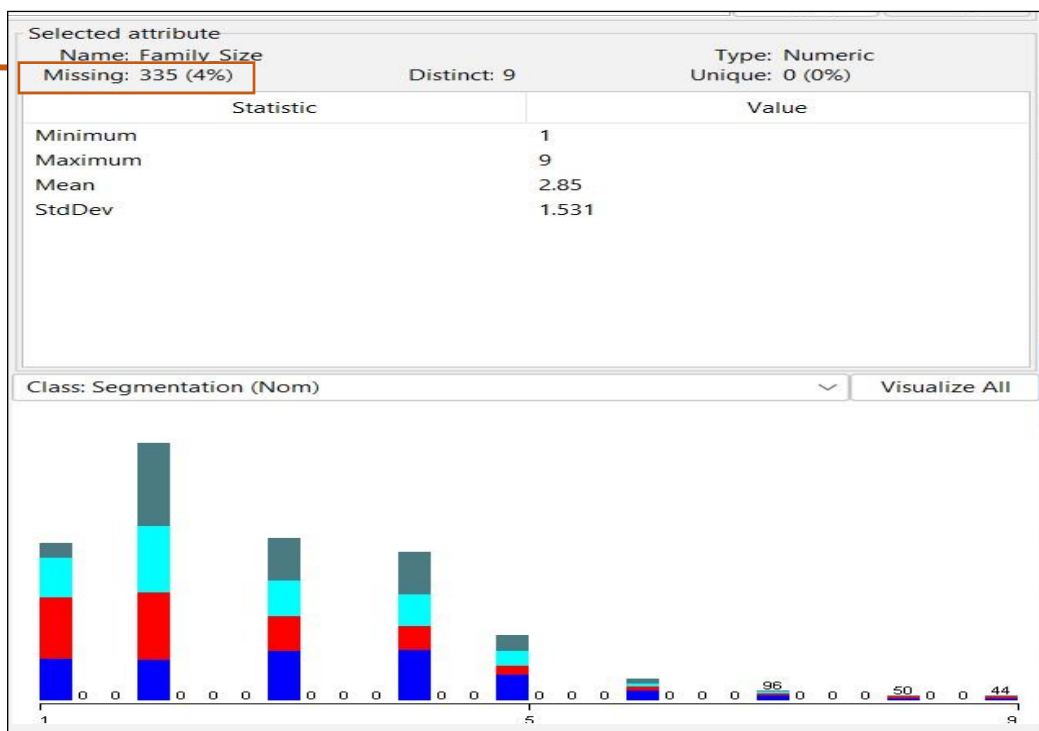 Selected attribute
Name: Family_Size Type: Numeric
Missing: 335 (4%) Distinct: 9 Unique: 0 (0%)
Statistic Value
Minimum 1
Maximum 9
Mean 2.85
StdDev 1.531
Class: Segmentation (Nom) Visualize All
0 0 0 0 0 0 0 0 0 0 0 0 0 0 0 0 0 0 96 0 0 0 50 0 0 44
1 5 9